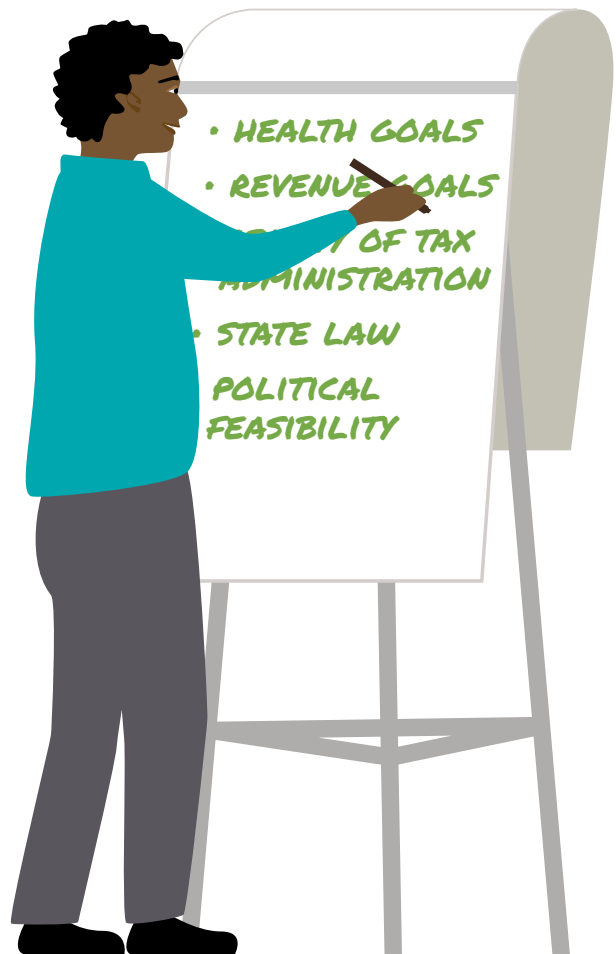 • HEALTH GOALS
• REVENUE GOALS
OF TAX
ADMINISTRATION
• STATE LAW
POLITICAL
FEASIBILITY